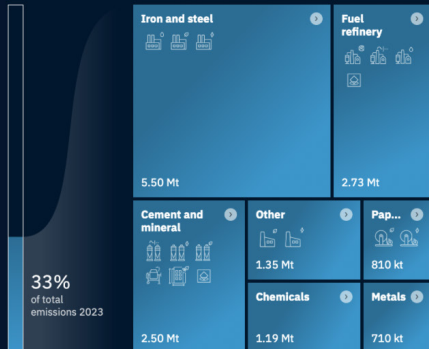 Iron and steel
5.50 Mt
Fuel
refinery
2.73 Mt
Cement and
mineral
2.50 Mt
Other
1.35 Mt
Pap...
810 kt
Chemicals
1.19 Mt
Metals
710 kt
33%
of total
emissions 2023